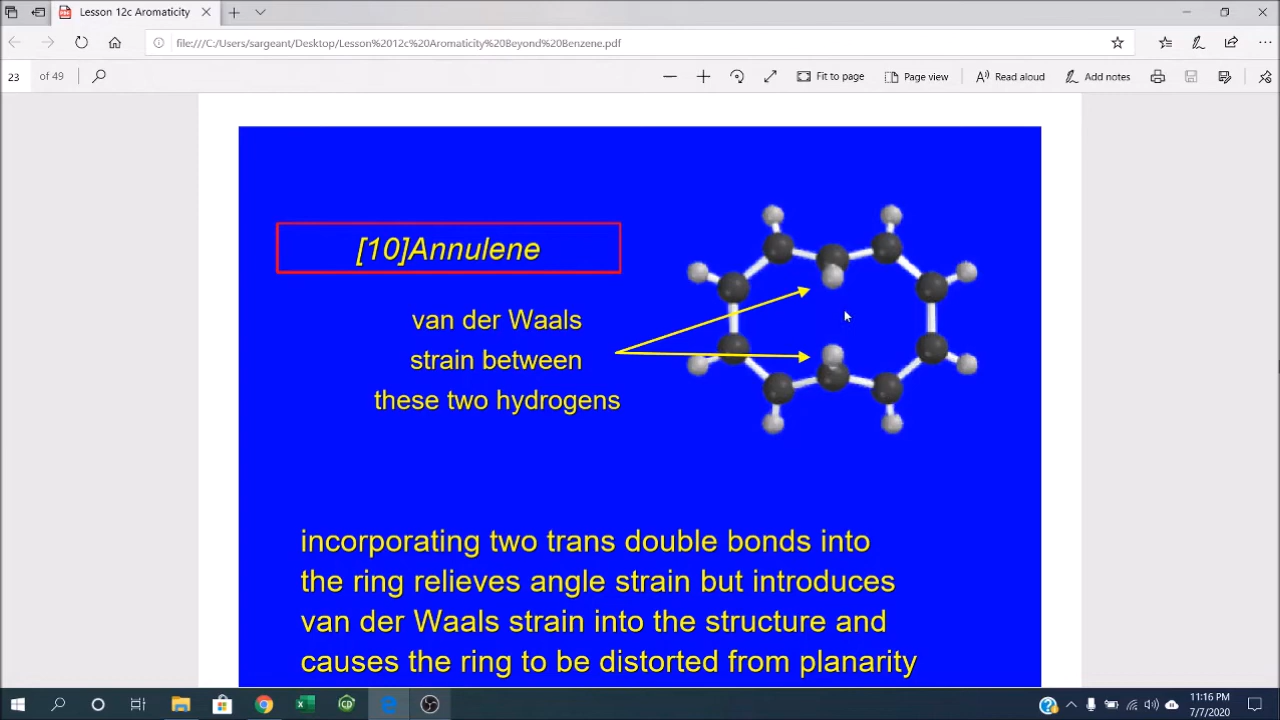 Lesson 12c Aromaticity
file:///C:/Users/sargeant/Desktop/Lesson%2012c%20Aromaticity%20Beyond%20Benzene.pdf
23 of 49
Fit to page
Page view
Read aloud
Add notes
[10]Annulene
van der Waals
strain between
these two hydrogens
incorporating two trans double bonds into
the ring relieves angle strain but introduces
van der Waals strain into the structure and
causes the ring to be distorted from planarity
11:16 PM
7/7/2020